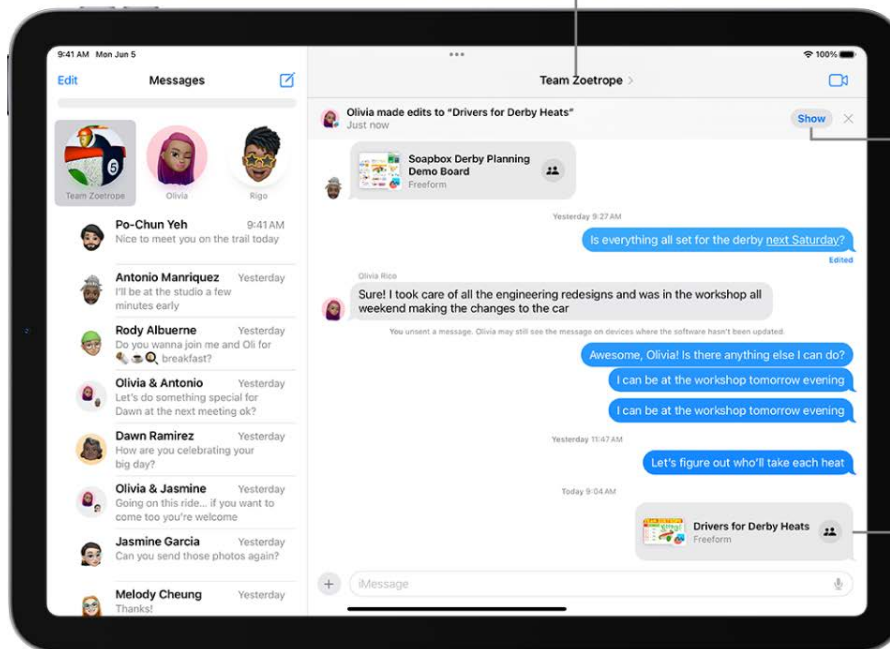 9:41 AM Mon Jun 5
100%
Edit
Messages
Team Zoetrope
Olivia
Rigo
Po-Chun Yeh
9:41 AM
Nice to meet you on the trail today
Antonio Manriquez
Yesterday
I'll be at the studio a few
minutes early
Rody Albuerne
Yesterday
Do you wanna join me and Oli for
breakfast?
Olivia & Antonio
Yesterday
Let's do something special for
Dawn at the next meeting ok?
Dawn Ramirez
Yesterday
How are you celebrating your
big day?
Olivia & Jasmine
Yesterday
Going on this ride... if you want to
come too you're welcome
Jasmine Garcia
Yesterday
Can you send those photos again?
Melody Cheung
Yesterday
Thanks!
Team Zoetrope >
Olivia made edits to "Drivers for Derby Heats"
Just now
Show
Soapbox Derby Planning
Demo Board
Freeform
Yesterday 9:27 AM
Is everything all set for the derby next Saturday?
Edited
Olivia Rico
Sure! I took care of all the engineering redesigns and was in the workshop all
weekend making the changes to the car
You unsent a message. Olivia may still see the message on devices where the software hasn't been updated.
Awesome, Olivia! Is there anything else I can do?
I can be at the workshop tomorrow evening
I can be at the workshop tomorrow evening
Yesterday 11:47 AM
Let's figure out who'll take each heat
Today 9:04 AM
Drivers for Derby Heats
Freeform
iMessage